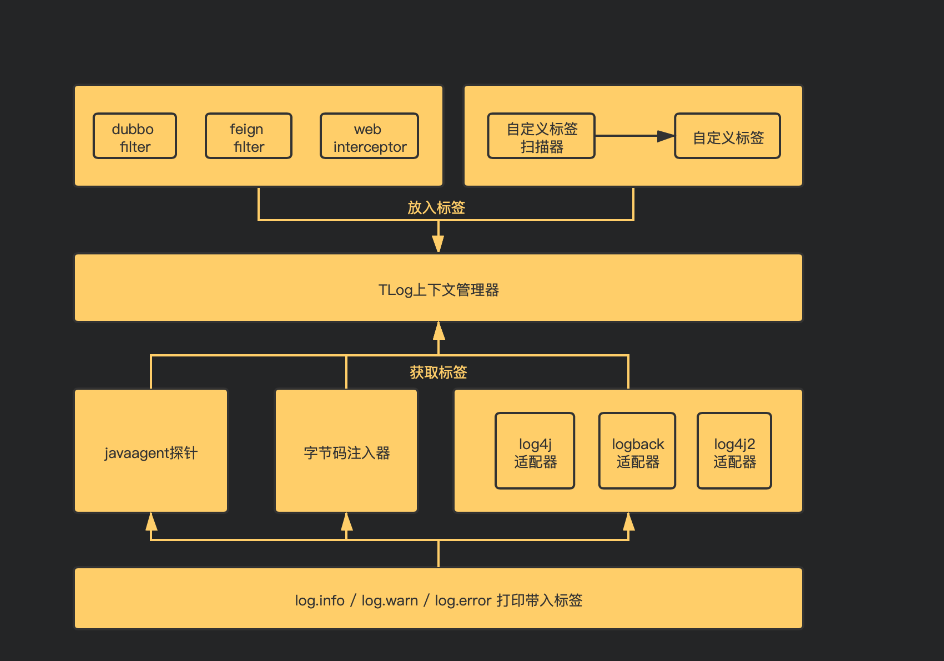 dubbo
filter
feign
filter
web
interceptor
自定义标签
扫描器
自定义标签
放入标签
TLog上下文管理器
获取标签
javaagent探针
字节码注入器
log4j
适配器
logback
适配器
log4j2
适配器
log.info / log.warn / log.error 打印带入标签